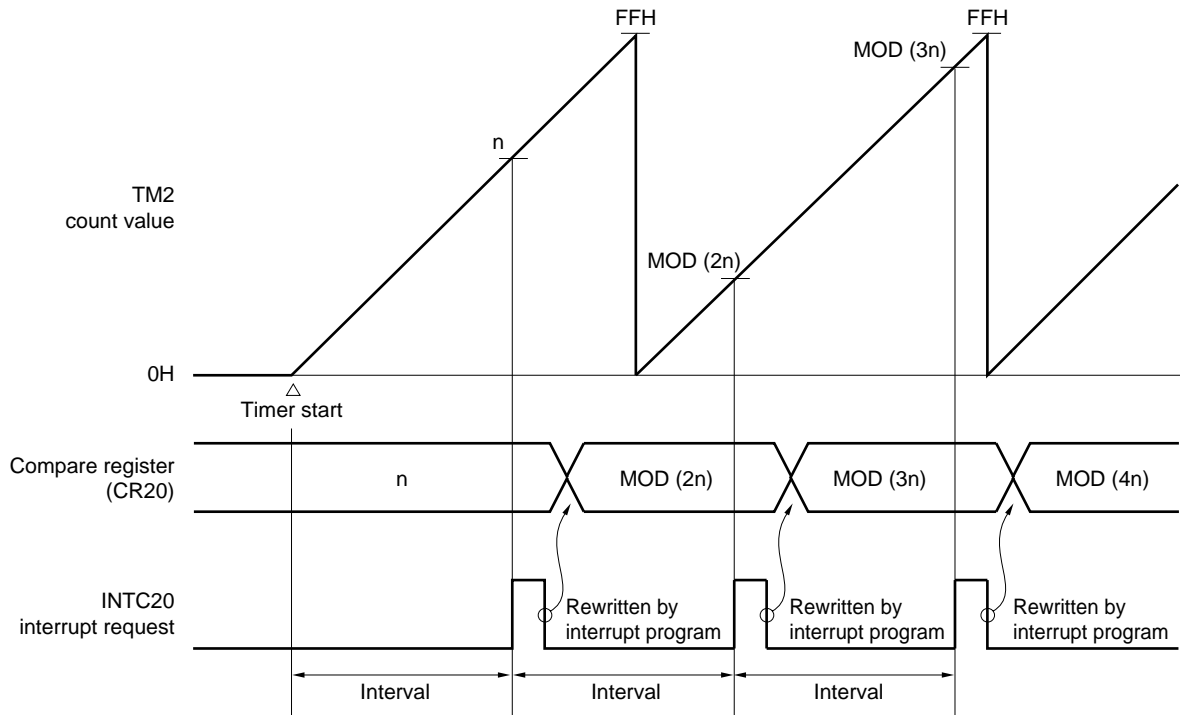 FFH
FFH
MOD (3n)
n
TM2
count value
MOD (2n)
0H
Timer start
Compare register
(CR20)
n
MOD (2n)
MOD (3n)
MOD (4n)
INTC20
interrupt request
Rewritten by
interrupt program
Rewritten by
interrupt program
Rewritten by
interrupt program
Interval
Interval
Interval